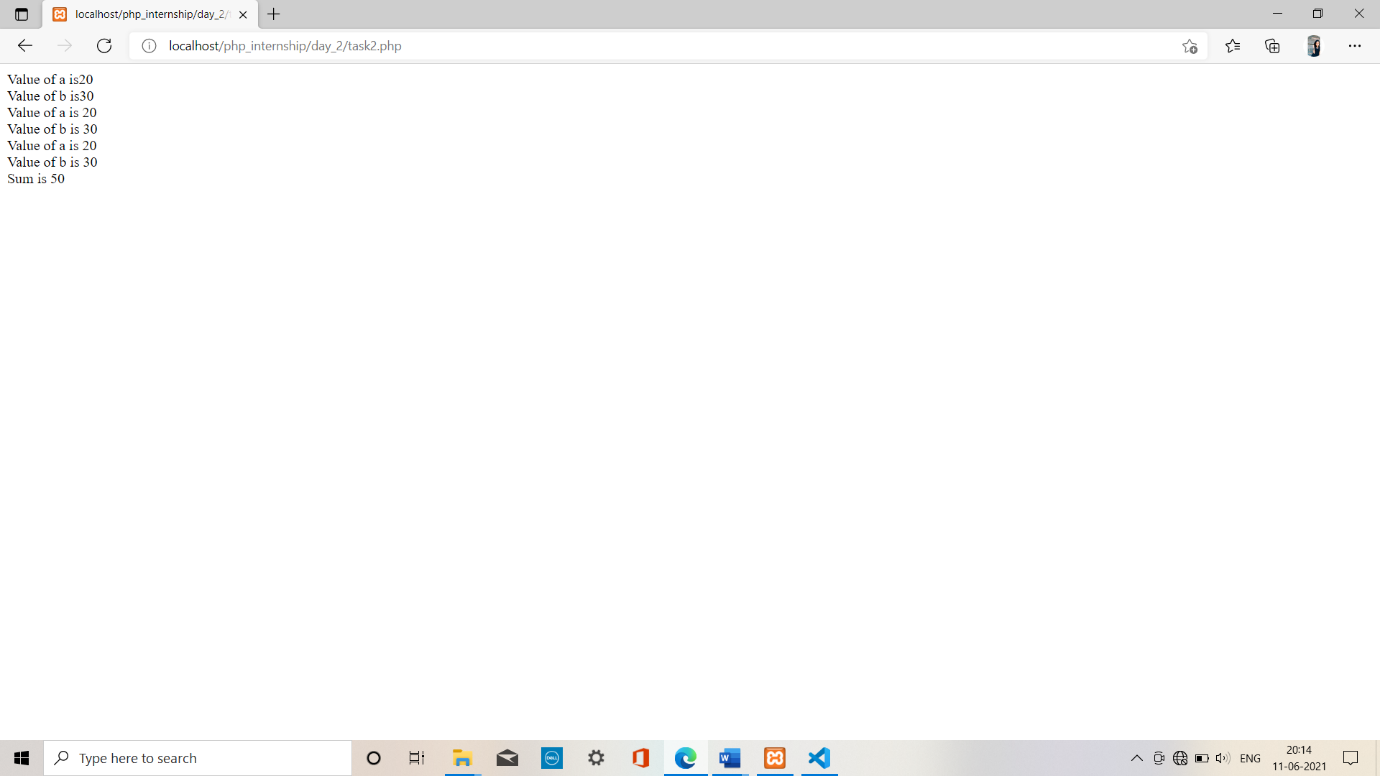 localhost/php_internship/day_2/
localhost/php_internship/day_2/task2.php
Value of a is20
Value of b is30
Value of a is 20
Value of b is 30
Value of a is 20
Value of b is 30
Sum is 50
Type here to search
DELL
W
ENG
20:14
11-06-2021